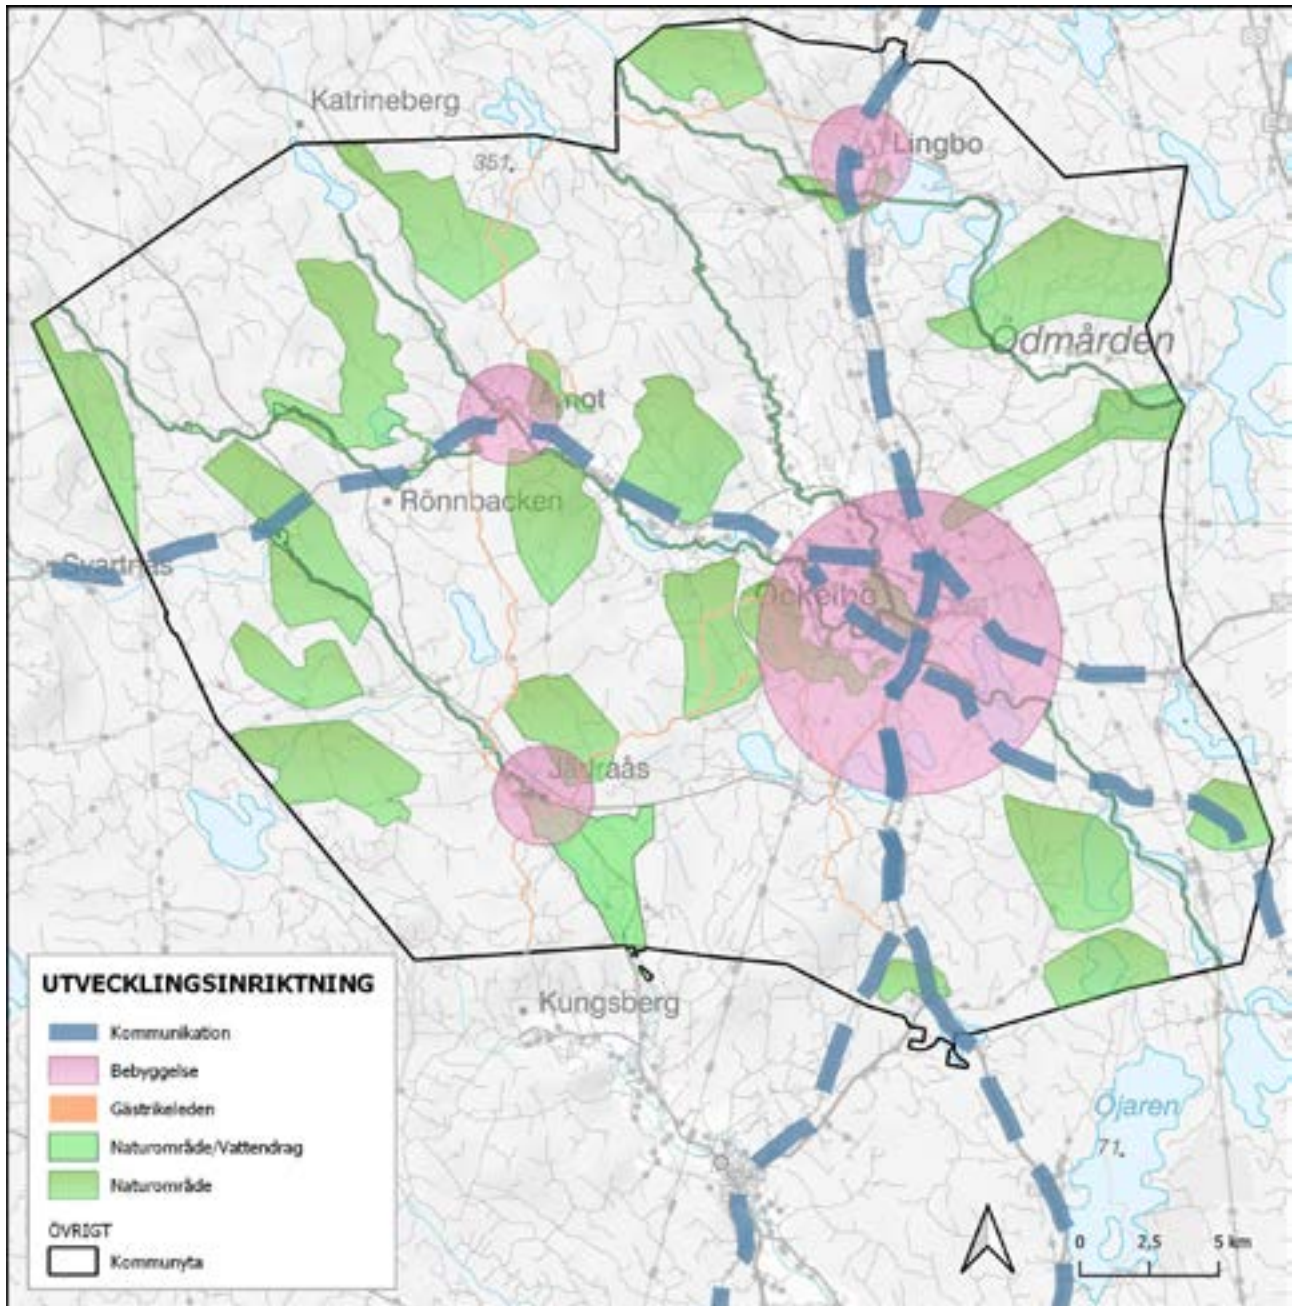 Katrineberg
351.
Lingbo
Ödmården
Åmot
Rönnbacken
Svartnäs
Ockelbo
Jädraås
Kungsberg
Öjaren
71.
UTVECKLINGSINRIKTNING
Kommunikation
Bebyggelse
Gästrikeleden
Naturområde/Vattendrag
Naturområde
ÖVRIGT
Kommunyta
0 2,5 5 km